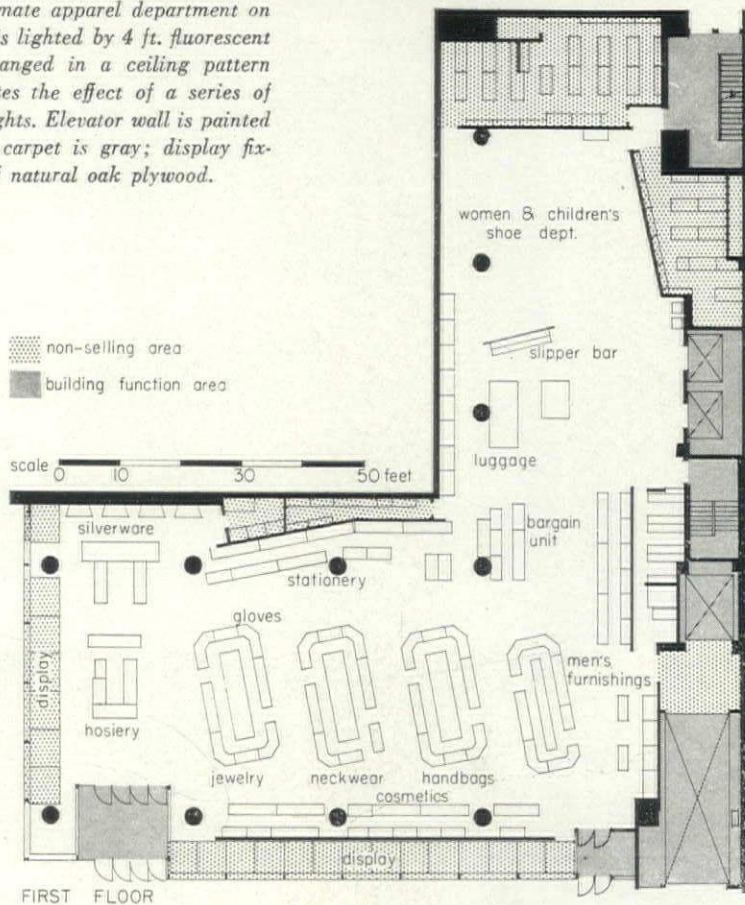 mate apparel department on
s lighted by 4 ft. fluorescent
anged in a ceiling pattern
tes the effect of a series of
ghts. Elevator wall is painted
carpet is gray; display fix-
natural oak plywood.
women & children's
shoe dept.
non-selling area
slipper bar
building function area
scale 0 10 30 50 feet
luggage
silverware
bargain
unit
stationery
gloves
display
men's
furnishings
hosiery
jewelry
neckwear
handbags
cosmetics
display
FIRST FLOOR